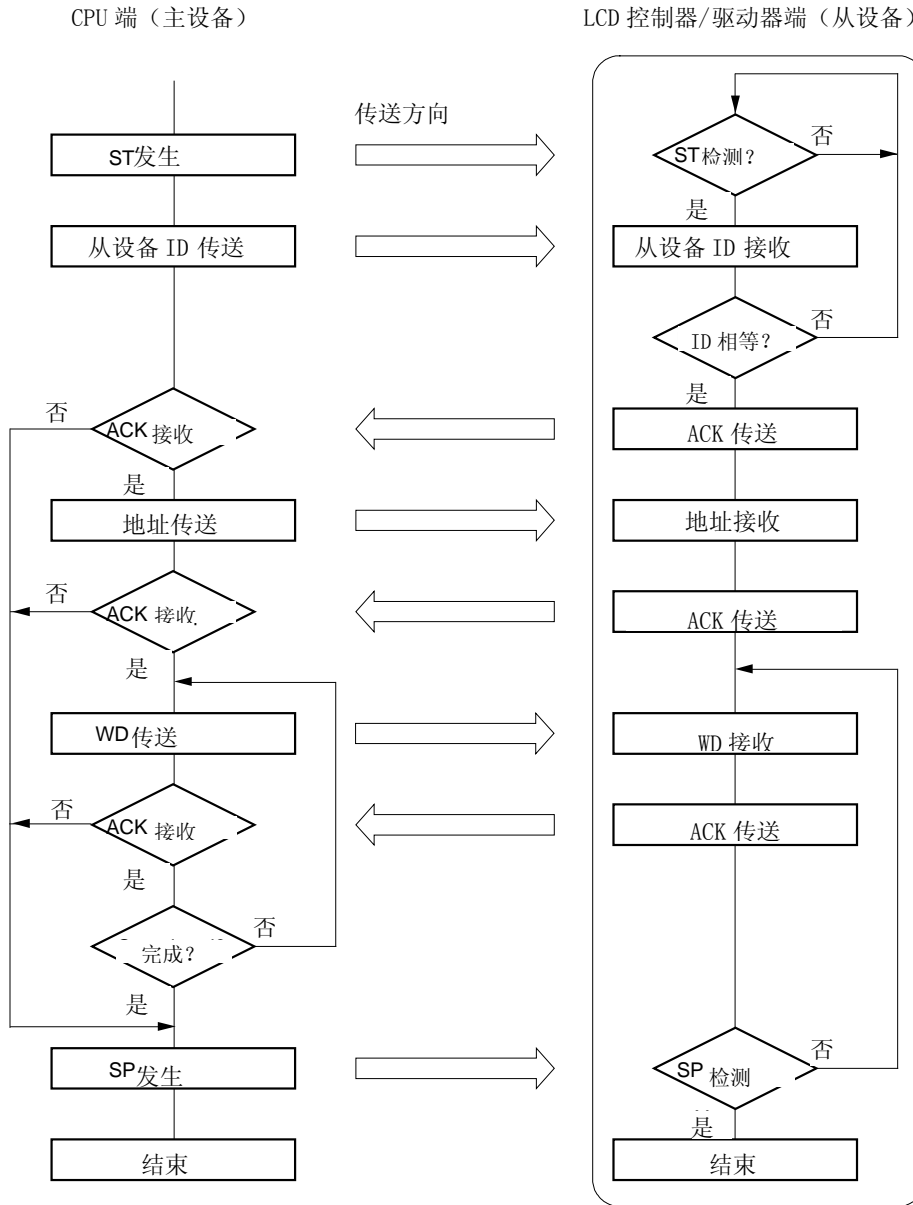 CPU 端（主设备）
LCD 控制器/驱动器端（从设备）
传送方向
ST发生
ST检测？
否
是
从设备 ID 传送
从设备 ID 接收
ID 相等？
否
是
否
ACK 接收
ACK 传送
是
地址传送
地址接收
否
ACK 接收
ACK 传送
是
WD 传送
WD 接收
否
ACK 接收
ACK 传送
是
完成？
否
是
SP发生
SP 检测
否
是
结束
结束